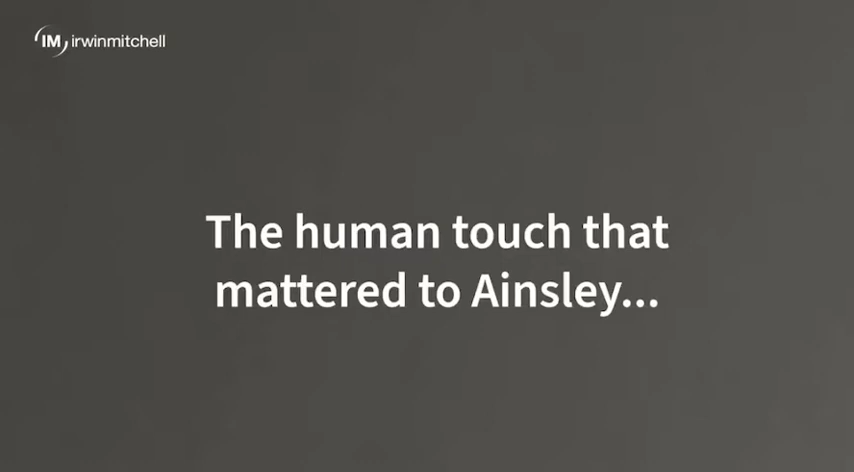 IM irwinmitchell
The human touch that
mattered to Ainsley...